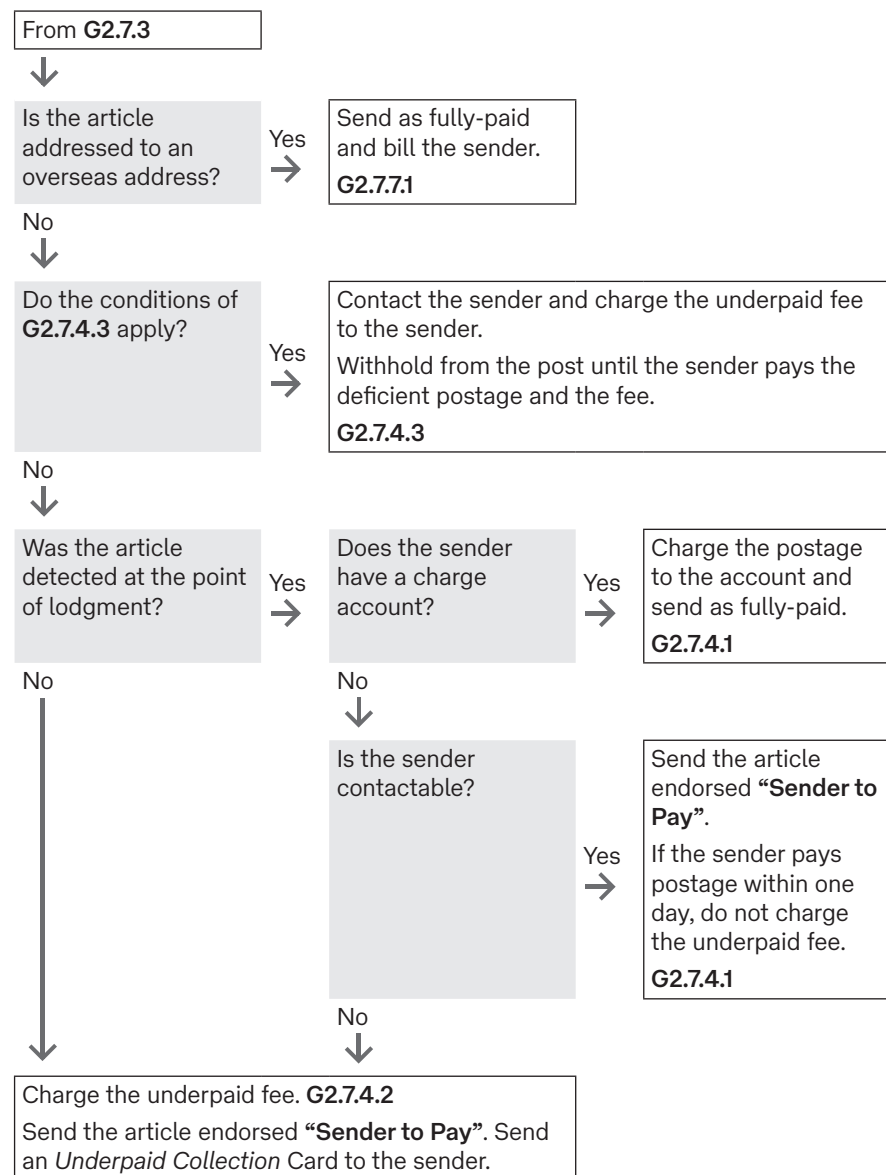 From G2.7.3
Is the article
addressed to an
overseas address?
Yes
Send as fully-paid
and bill the sender.
G2.7.7.1
No
Do the conditions of
G2.7.4.3 apply?
Yes
Contact the sender and charge the underpaid fee
to the sender.
Withhold from the post until the sender pays the
deficient postage and the fee.
G2.7.4.3
No
Was the article
detected at the point
of lodgment?
Yes
Does the sender
have a charge
account?
Yes
Charge the postage
to the account and
send as fully-paid.
G2.7.4.1
No
No
Is the sender
contactable?
Yes
Send the article
endorsed “Sender to
Pay”.
If the sender pays
postage within one
day, do not charge
the underpaid fee.
G2.7.4.1
No
Charge the underpaid fee. G2.7.4.2
Send the article endorsed “Sender to Pay”. Send
an Underpaid Collection Card to the sender.